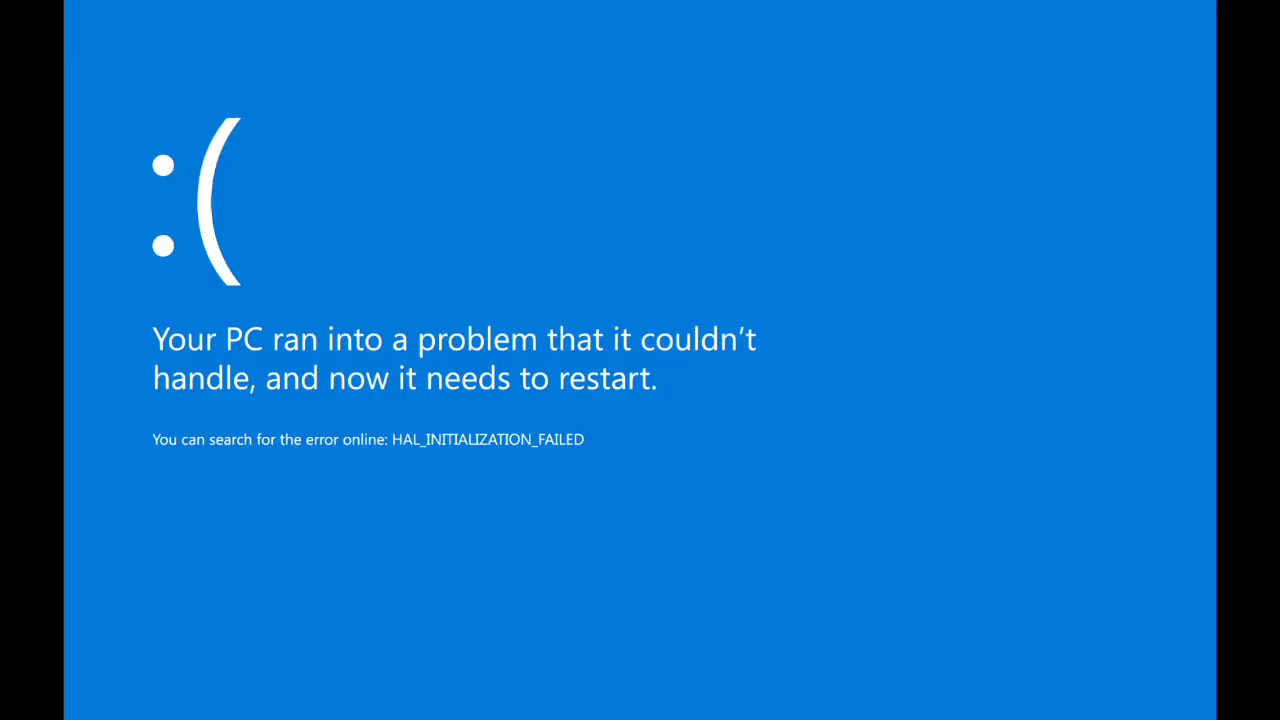 :(
Your PC ran into a problem that it couldn’t
handle, and now it needs to restart.
You can search for the error online: HAL_INITIALIZATION_FAILED